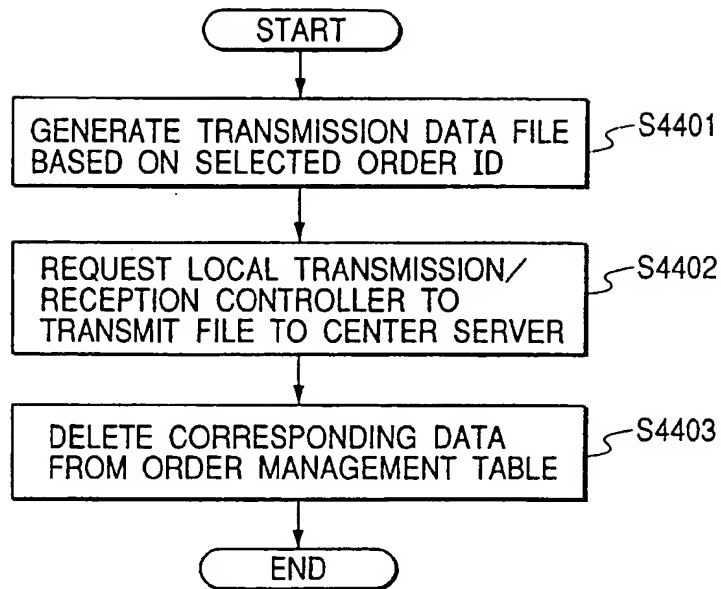 START
GENERATE TRANSMISSION DATA FILE
BASED ON SELECTED ORDER ID
S4401
REQUEST LOCAL TRANSMISSION/
RECEPTION CONTROLLER TO
TRANSMIT FILE TO CENTER SERVER
S4402
DELETE CORRESPONDING DATA
FROM ORDER MANAGEMENT TABLE
S4403
END